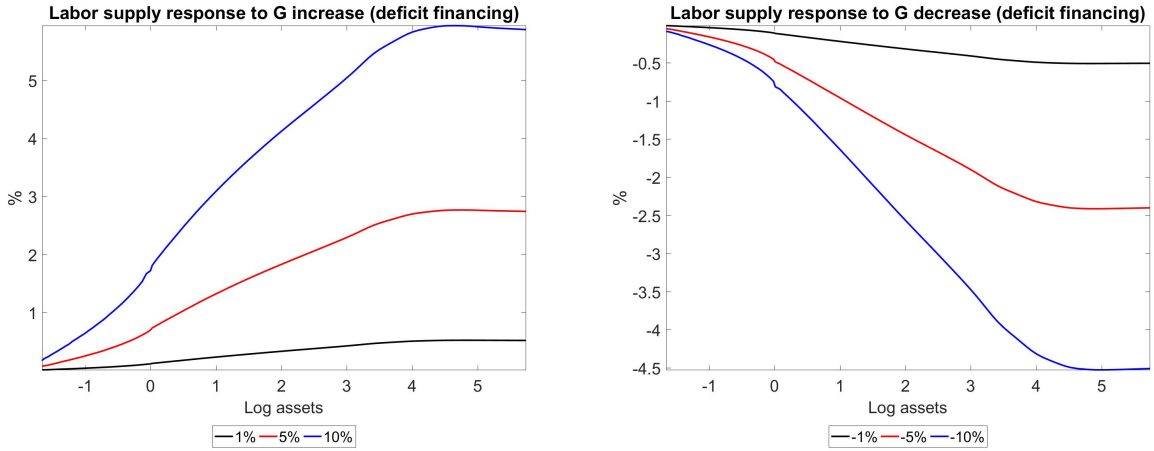 Labor supply response to G increase (deficit financing)
%
5
4
3
2
1
-1 0 1 2 3 4 5
Log assets
1% 5% 10%
Labor supply response to G decrease (deficit financing)
%
-0.5
-1
-1.5
-2
-2.5
-3
-3.5
-4
-4.5
-1 0 1 2 3 4 5
Log assets
-1% -5% -10%